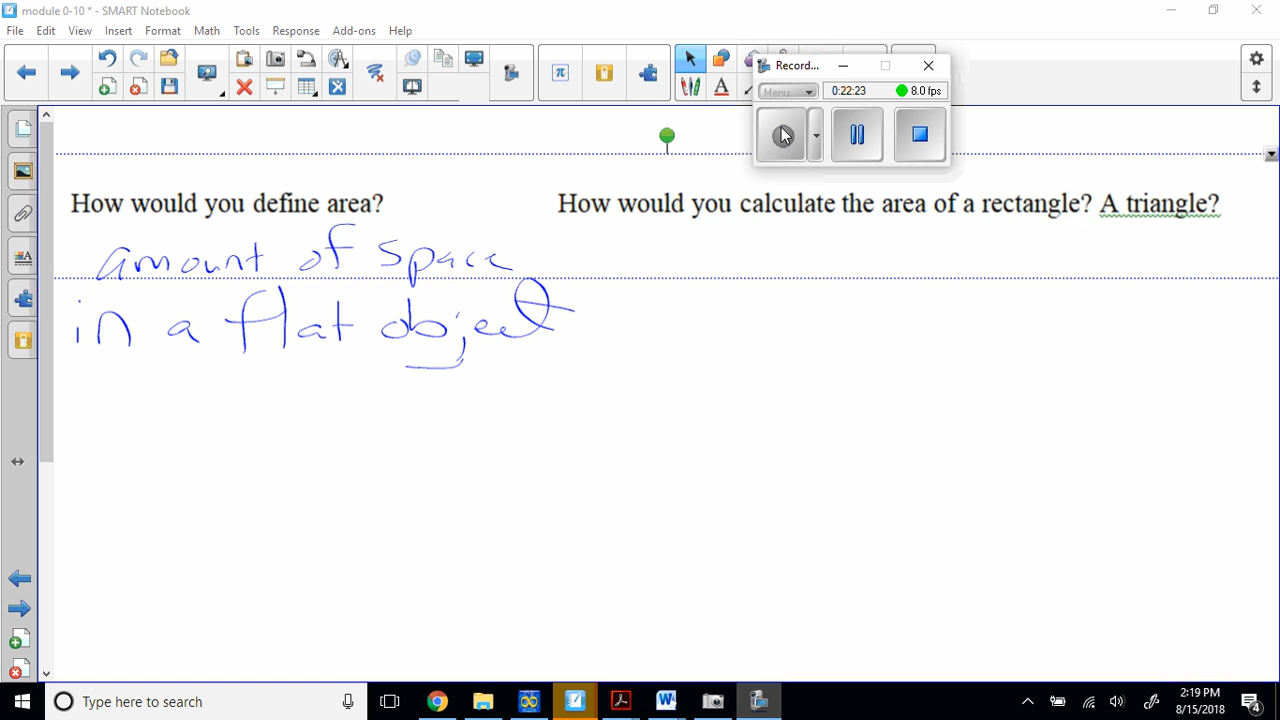 module 0-10 * - SMART Notebook
File Edit View Insert Format Math Tools Response Add-ons Help
Record...
Menu 0:22:23 8.0 fps
How would you define area? How would you calculate the area of a rectangle? A triangle?
amount of space
in a flat object
Type here to search
2:19 PM
8/15/2018
4